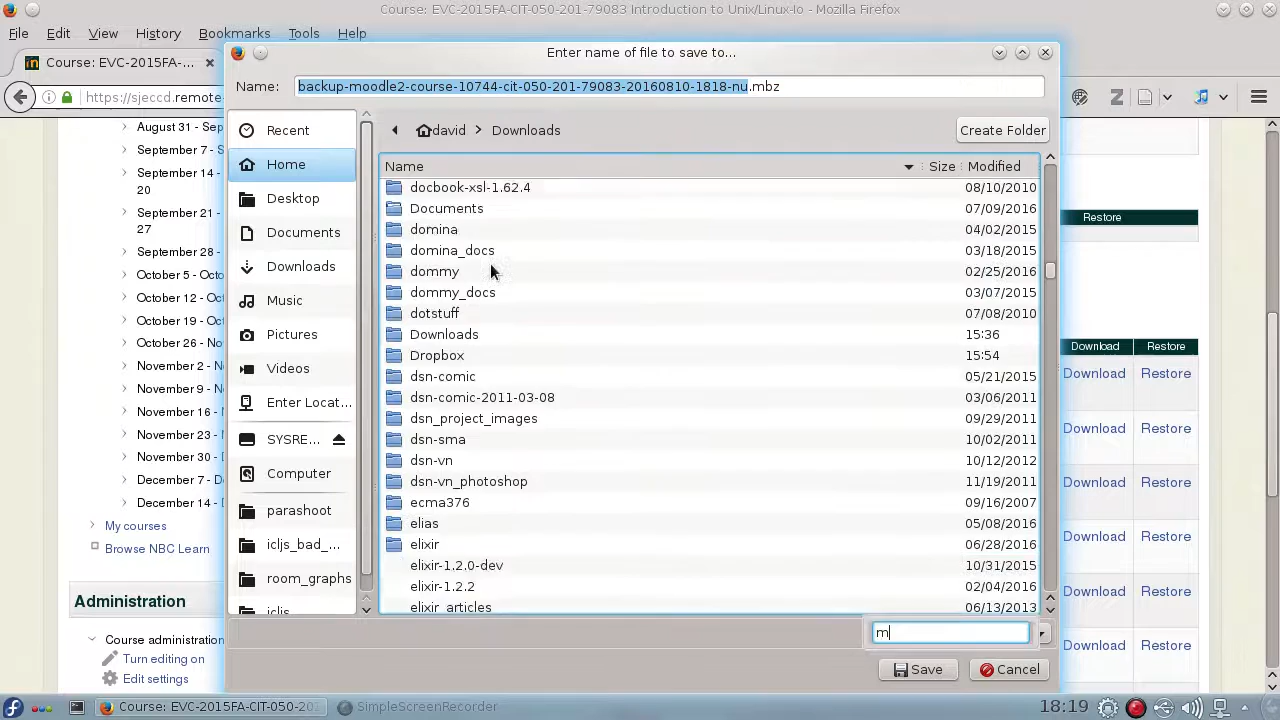 Course: EVC-2015FA-CIT-050-201-79083 Introduction to Unix/Linux-Io - Mozilla Firefox
File Edit View History Bookmarks Tools Help
Enter name of file to save to...
Course: EVC-2015FA-CIT-050-...
https://sjeccd.remote-
Name: backup-moodle2-course-10744-cit-050-201-79083-20160810-1818-nu.mbz
david > Downloads
Create Folder
Recent
Home
Desktop
Documents
Downloads
Music
Pictures
Videos
Enter Locat...
SYSRE...
Computer
parashoot
icljs_bad_...
room_graphs
icljs
Name Size Modified
docbook-xsl-1.62.4 08/10/2010
Documents 07/09/2016
domina 04/02/2015
domina_docs 03/18/2015
dommy 02/25/2016
dommy_docs 03/07/2015
dotstuff 07/08/2010
Downloads 15:36
Dropbox 15:54
dsn-comic 05/21/2015
dsn-comic-2011-03-08 03/06/2011
dsn_project_images 09/29/2011
dsn-sma 10/02/2011
dsn-vn 10/12/2012
dsn-vn_photoshop 11/19/2011
ecma376 09/16/2007
elias 05/08/2016
elixir 06/28/2016
elixir-1.2.0-dev 10/31/2015
elixir-1.2.2 02/04/2016
elixir_articles 06/13/2013
m
Save
Cancel
August 31 - Sep
September 7 - S
September 14 -
20
September 21 -
27
September 28 -
October 5 - Octo
October 12 - Oc
October 19 - Oc
October 26 - No
November 2 -
November 9 -
November 16 -
November 23 -
November 30 -
December 7 -
December 14 -
My courses
Browse NBC Learn
Administration
Course administration
Turn editing on
Edit settings
Restore
Download Restore
Download Restore
Download Restore
Download Restore
Download Restore
Download Restore
Download Restore
Course: EVC-2015FA-CIT-050-201
SimpleScreenRecorder
18:19